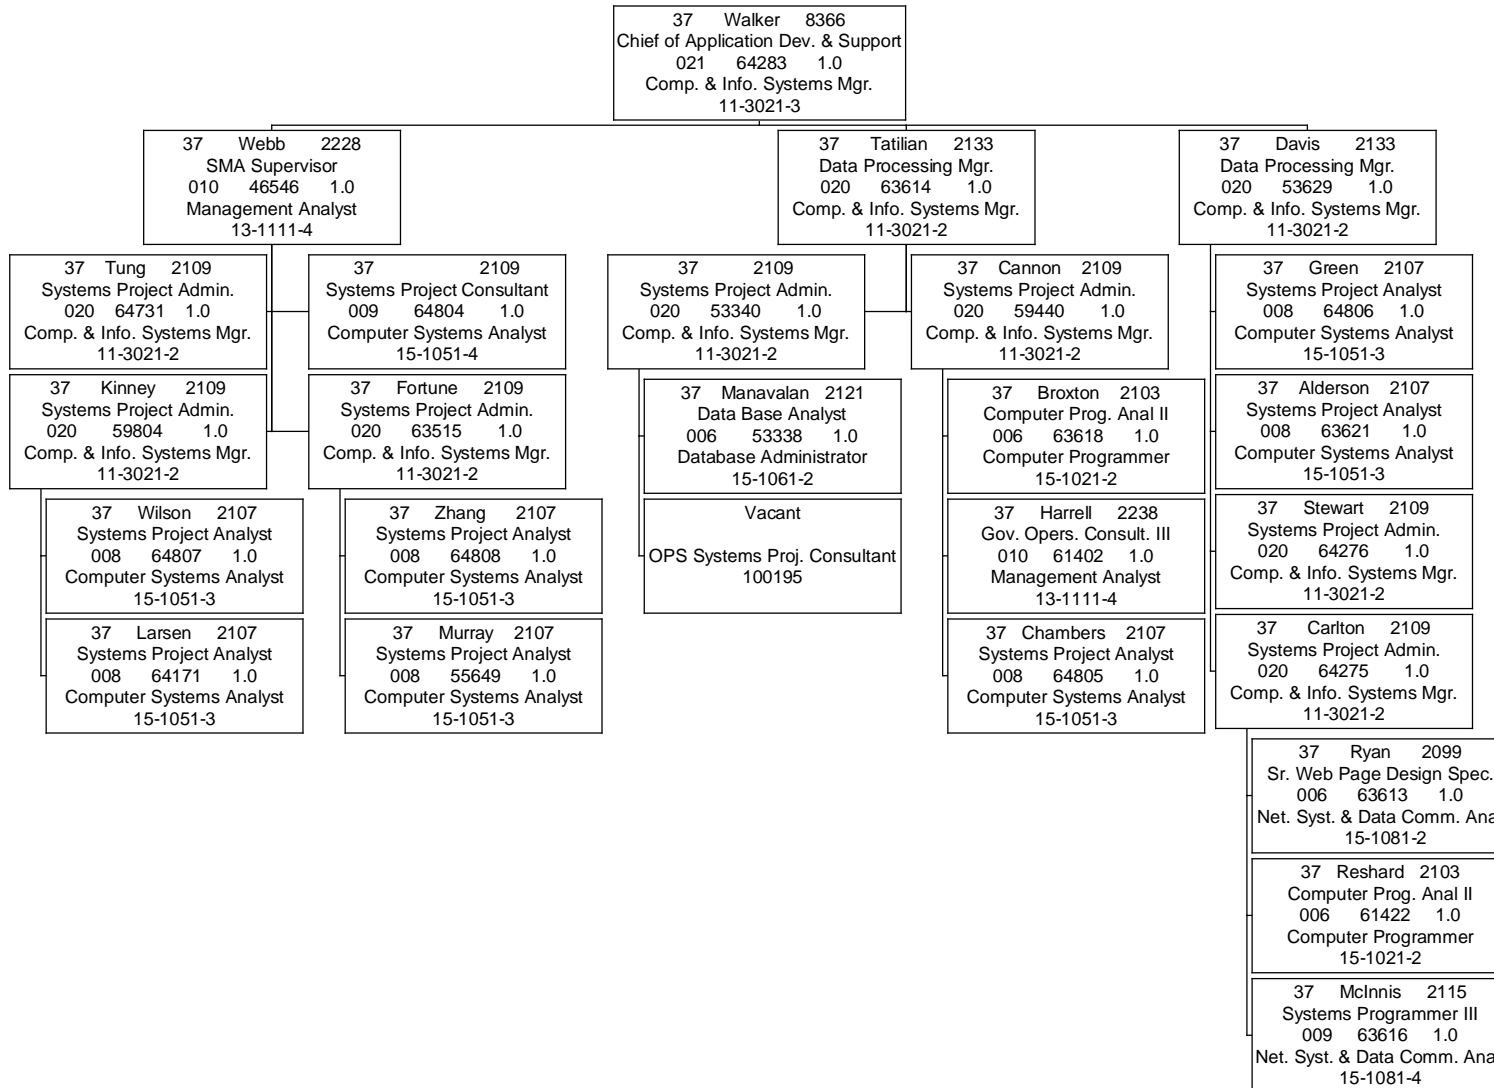 37 Walker 8366
Chief of Application Dev. & Support
021 64283 1.0
Comp. & Info. Systems Mgr.
11-3021-3
37 Webb 2228
SMA Supervisor
010 46546 1.0
Management Analyst
13-1111-4
37 Tatilian 2133
Data Processing Mgr.
020 63614 1.0
Comp. & Info. Systems Mgr.
11-3021-2
37 Davis 2133
Data Processing Mgr.
020 53629 1.0
Comp. & Info. Systems Mgr.
11-3021-2
37 Tung 2109
Systems Project Admin.
020 64731 1.0
Comp. & Info. Systems Mgr.
11-3021-2
37 2109
Systems Project Consultant
009 64804 1.0
Computer Systems Analyst
15-1051-4
37 Kinney 2109
Systems Project Admin.
020 59804 1.0
Comp. & Info. Systems Mgr.
11-3021-2
37 Fortune 2109
Systems Project Admin.
020 63515 1.0
Comp. & Info. Systems Mgr.
11-3021-2
37 Wilson 2107
Systems Project Analyst
008 64807 1.0
Computer Systems Analyst
15-1051-3
37 Larsen 2107
Systems Project Analyst
008 64171 1.0
Computer Systems Analyst
15-1051-3
37 Zhang 2107
Systems Project Analyst
008 64808 1.0
Computer Systems Analyst
15-1051-3
37 Murray 2107
Systems Project Analyst
008 55649 1.0
Computer Systems Analyst
15-1051-3
37 2109
Systems Project Admin.
020 53340 1.0
Comp. & Info. Systems Mgr.
11-3021-2
37 Manavalan 2121
Data Base Analyst
006 53338 1.0
Database Administrator
15-1061-2
Vacant
OPS Systems Proj. Consultant
100195
37 Cannon 2109
Systems Project Admin.
020 59440 1.0
Comp. & Info. Systems Mgr.
11-3021-2
37 Broxton 2103
Computer Prog. Anal II
006 63618 1.0
Computer Programmer
15-1021-2
37 Harrell 2238
Gov. Opers. Consult. III
010 61402 1.0
Management Analyst
13-1111-4
37 Chambers 2107
Systems Project Analyst
008 64805 1.0
Computer Systems Analyst
15-1051-3
37 Green 2107
Systems Project Analyst
008 64806 1.0
Computer Systems Analyst
15-1051-3
37 Alderson 2107
Systems Project Analyst
008 63621 1.0
Computer Systems Analyst
15-1051-3
37 Stewart 2109
Systems Project Admin.
020 64276 1.0
Comp. & Info. Systems Mgr.
11-3021-2
37 Carlton 2109
Systems Project Admin.
020 64275 1.0
Comp. & Info. Systems Mgr.
11-3021-2
37 Ryan 2099
Sr. Web Page Design Spec.
006 63613 1.0
Net. Syst. & Data Comm. Ana
15-1081-2
37 Reshard 2103
Computer Prog. Anal II
006 61422 1.0
Computer Programmer
15-1021-2
37 McInnis 2115
Systems Programmer III
009 63616 1.0
Net. Syst. & Data Comm. Ana
15-1081-4